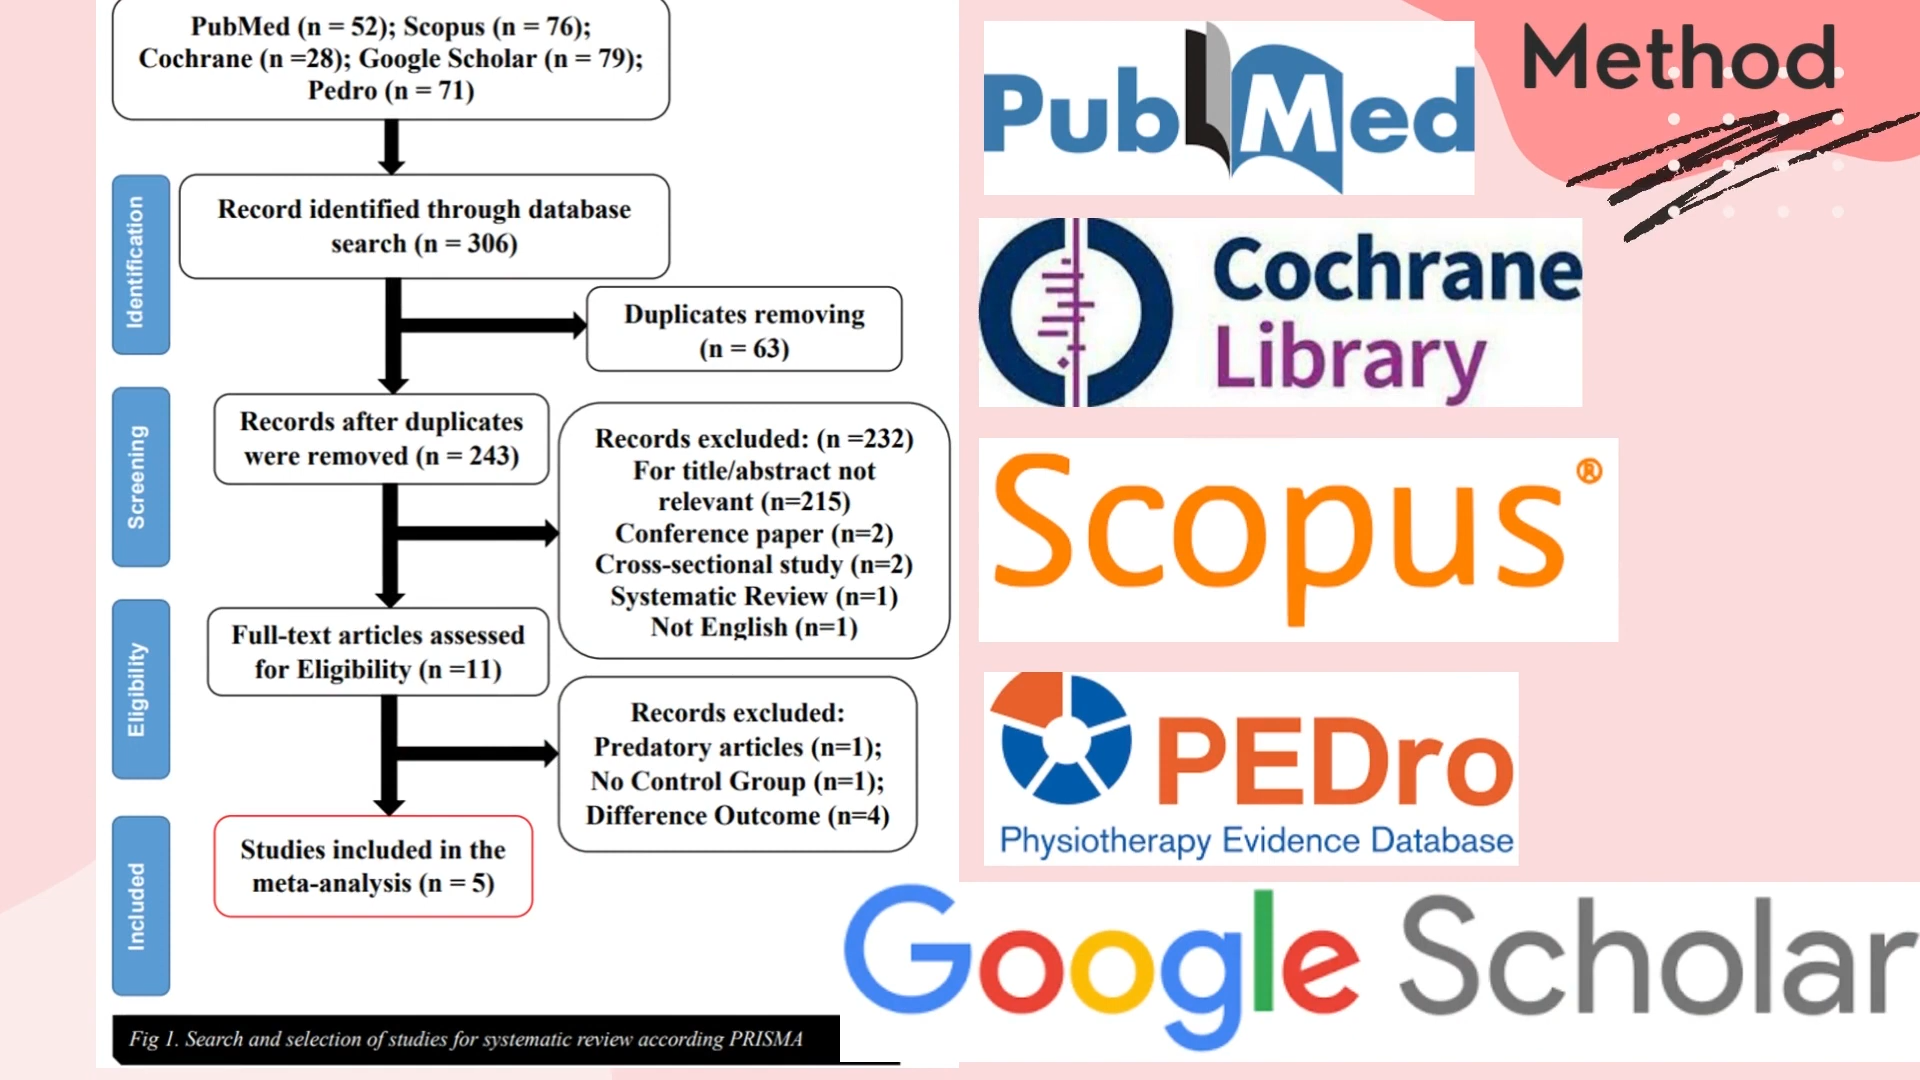 PubMed (n = 52); Scopus (n = 76);
Cochrane (n =28); Google Scholar (n = 79);
Pedro (n = 71)
Identification
Record identified through database
search (n = 306)
Duplicates removing
(n = 63)
Screening
Records after duplicates
were removed (n = 243)
Records excluded: (n =232)
For title/abstract not
relevant (n=215)
Conference paper (n=2)
Cross-sectional study (n=2)
Systematic Review (n=1)
Not English (n=1)
Eligibility
Full-text articles assessed
for Eligibility (n =11)
Records excluded:
Predatory articles (n=1);
No Control Group (n=1);
Difference Outcome (n=4)
Included
Studies included in the
meta-analysis (n = 5)
Fig 1. Search and selection of studies for systematic review according PRISMA
Method
PubMed
Cochrane
Library
Scopus®
PEDro
Physiotherapy Evidence Database
Google Scholar